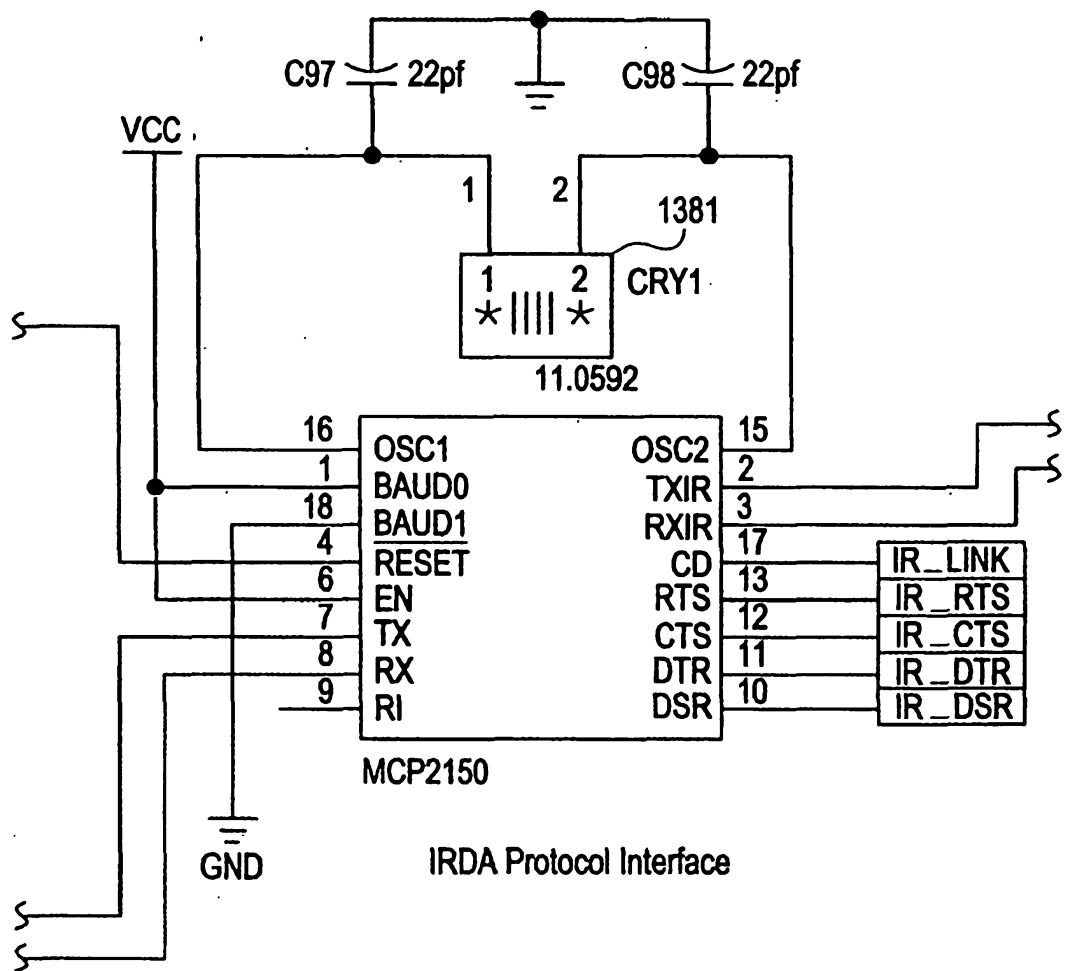 C97 22pf C98 22pf
VCC
1 2
1381
1 2 CRY1
11.0592
16 OSC1 OSC2 15
1 BAUD0 TXIR 2
18 BAUD1 RXIR 3
4 RESET CD 17 IR_LINK
6 EN RTS 13 IR_RTS
7 TX CTS 12 IR_CTS
8 RX DTR 11 IR_DTR
9 RI DSR 10 IR_DSR
MCP2150
GND
IRDA Protocol Interface